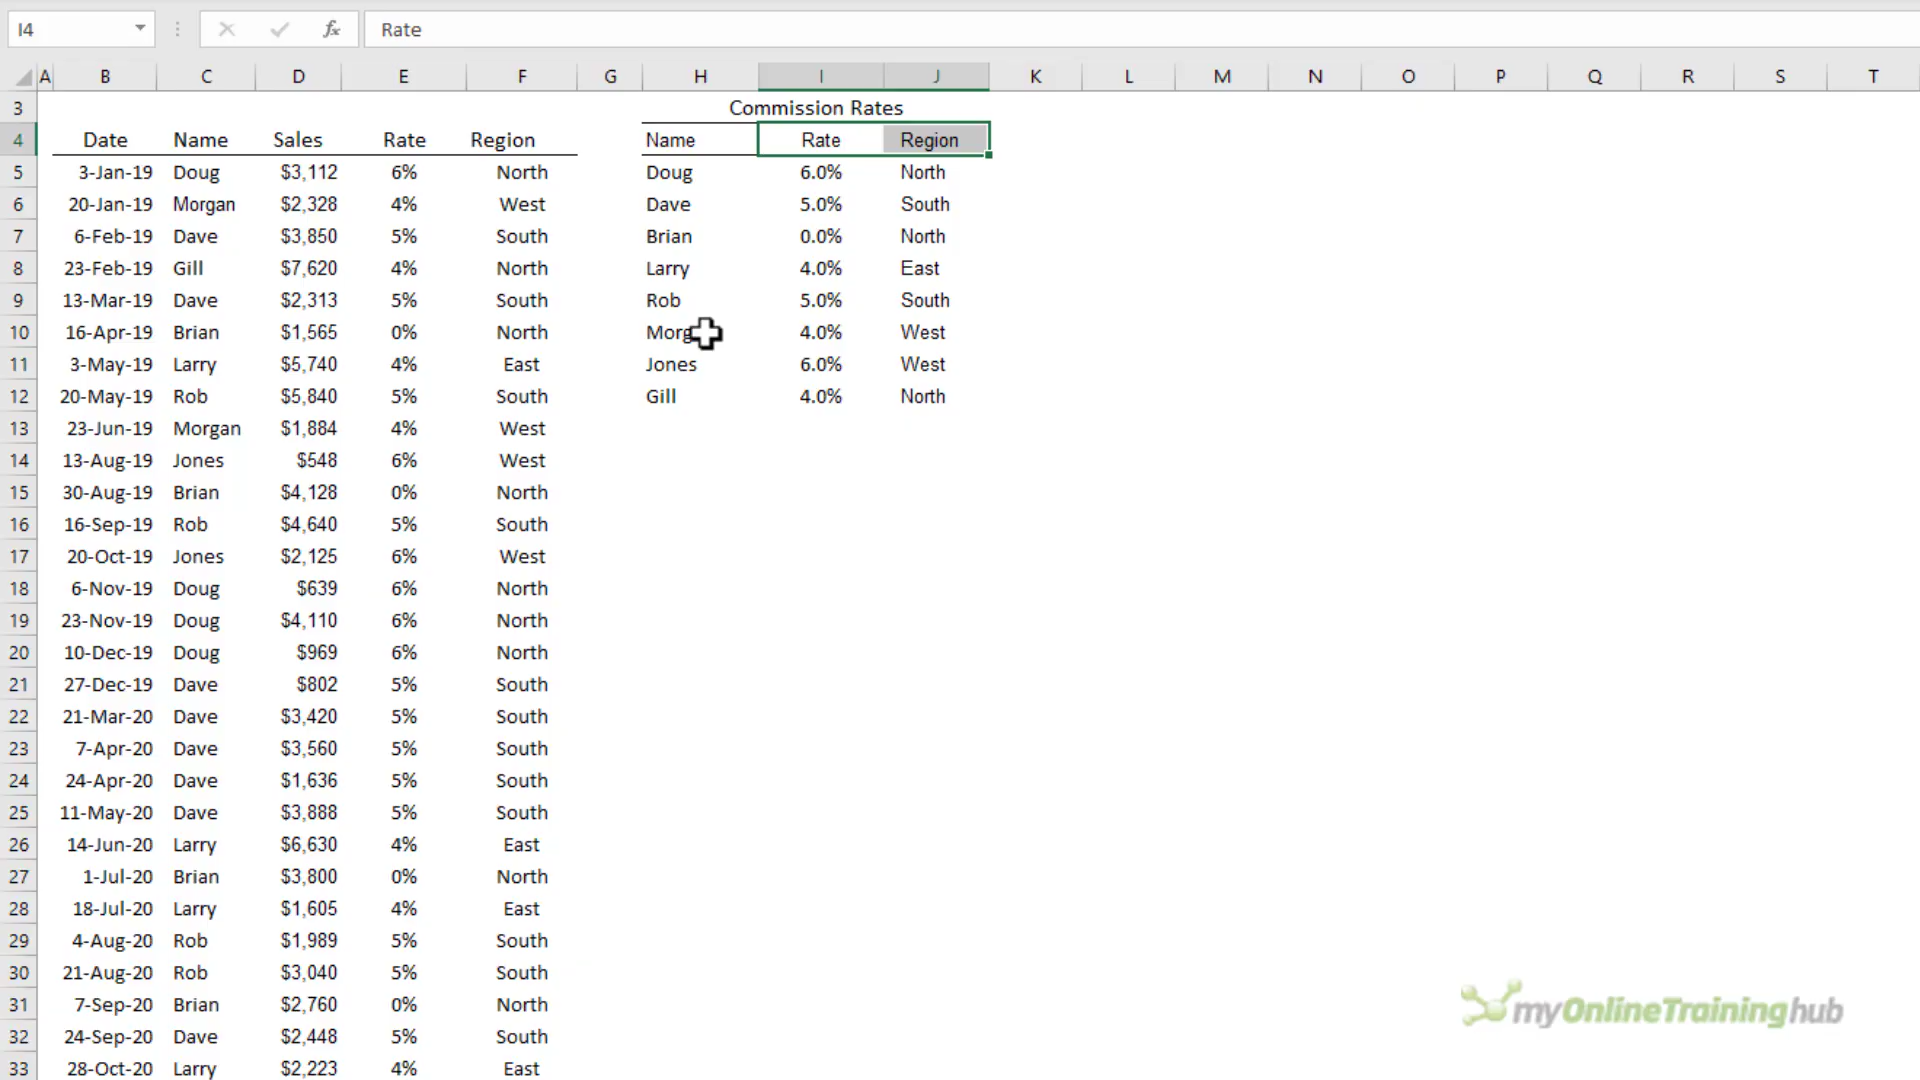 I4 fx Rate
A B C D E F G H I J K L M N O P Q R S T
3 Commission Rates
4 Date Name Sales Rate Region Name Rate Region
5 3-Jan-19 Doug $3,112 6% North Doug 6.0% North
6 20-Jan-19 Morgan $2,328 4% West Dave 5.0% South
7 6-Feb-19 Dave $3,850 5% South Brian 0.0% North
8 23-Feb-19 Gill $7,620 4% North Larry 4.0% East
9 13-Mar-19 Dave $2,313 5% South Rob 5.0% South
10 16-Apr-19 Brian $1,565 0% North Morg 4.0% West
11 3-May-19 Larry $5,740 4% East Jones 6.0% West
12 20-May-19 Rob $5,840 5% South Gill 4.0% North
13 23-Jun-19 Morgan $1,884 4% West
14 13-Aug-19 Jones $548 6% West
15 30-Aug-19 Brian $4,128 0% North
16 16-Sep-19 Rob $4,640 5% South
17 20-Oct-19 Jones $2,125 6% West
18 6-Nov-19 Doug $639 6% North
19 23-Nov-19 Doug $4,110 6% North
20 10-Dec-19 Doug $969 6% North
21 27-Dec-19 Dave $802 5% South
22 21-Mar-20 Dave $3,420 5% South
23 7-Apr-20 Dave $3,560 5% South
24 24-Apr-20 Dave $1,636 5% South
25 11-May-20 Dave $3,888 5% South
26 14-Jun-20 Larry $6,630 4% East
27 1-Jul-20 Brian $3,800 0% North
28 18-Jul-20 Larry $1,605 4% East
29 4-Aug-20 Rob $1,989 5% South
30 21-Aug-20 Rob $3,040 5% South
31 7-Sep-20 Brian $2,760 0% North
32 24-Sep-20 Dave $2,448 5% South
33 28-Oct-20 Larry $2,223 4% East
myOnlineTraininghub